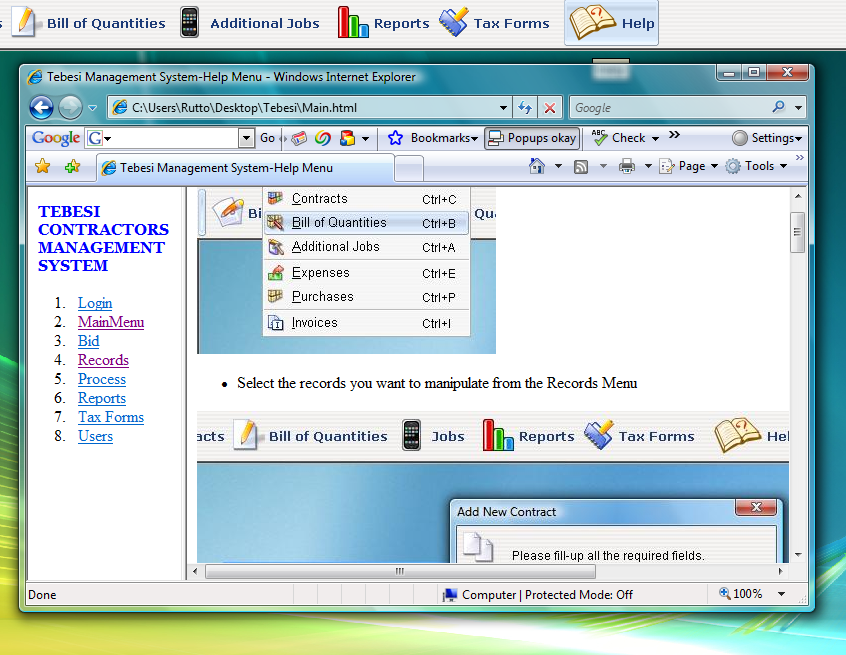 s
Bill of Quantities
Additional Jobs
Reports
Tax Forms
Help
Tebesi Management System-Help Menu - Windows Internet Explorer
C:\Users\Rutto\Desktop\Tebesi\Main.html
Google
Google
G
Go
Bookmarks
Popups okay
ABC
Check
Settings
Tebesi Management System-Help Menu
Page
Tools
TEBESI
CONTRACTORS
MANAGEMENT
SYSTEM
1. Login
2. MainMenu
3. Bid
4. Records
5. Process
6. Reports
7. Tax Forms
8. Users
Bi
Qua
Contracts Ctrl+C
Bill of Quantities Ctrl+B
Additional Jobs Ctrl+A
Expenses Ctrl+E
Purchases Ctrl+P
Invoices Ctrl+I
• Select the records you want to manipulate from the Records Menu
acts
Bill of Quantities
Jobs
Reports
Tax Forms
Hel
Add New Contract
Please fill-up all the required fields.
Done
Computer | Protected Mode: Off
100%